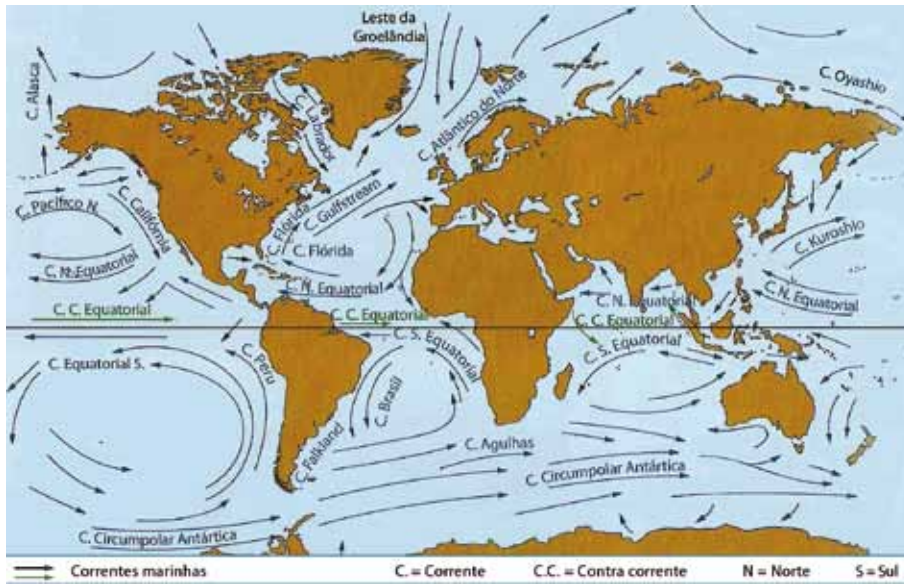 Leste da
Groelândia
C. Alasca
C. Labrador
C. Atlântico do Norte
C. Oyashio
C. Pacífico N.
C. Califórnia
C. Flórida
C. Gulfstream
C. Flórida
C. Kuroshio
C. N. Equatorial
C. N. Equatorial
C. N. Equatorial
C. N. Equatorial
C. C. Equatorial
C. C. Equatorial
C. C. Equatorial
C. S. Equatorial
C. S. Equatorial
C. Equatorial S.
C. Peru
C. Brasil
C. Falkland
C. Agulhas
C. Circumpolar Antártica
C. Circumpolar Antártica
Correntes marinhas
C. = Corrente
C.C. = Contra corrente
N = Norte
S = Sul